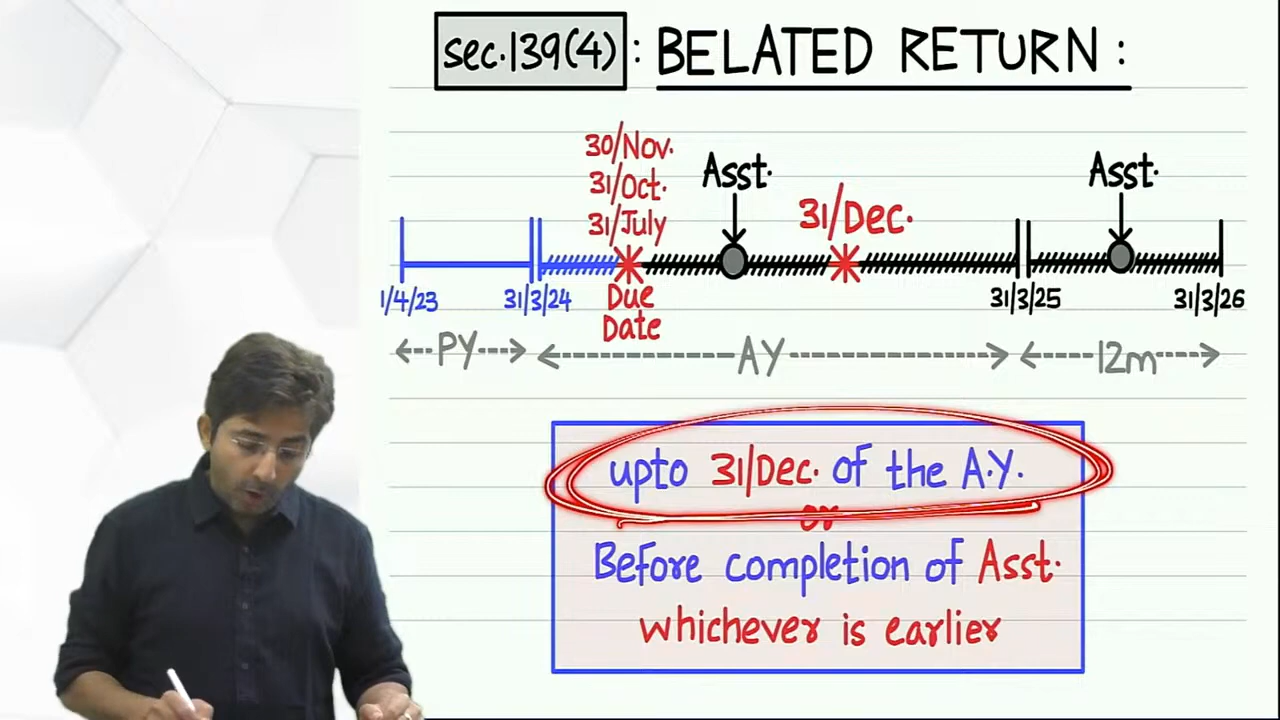 sec.139(4) : BELATED RETURN :
30/Nov.
31/Oct.
31/July
Asst.
31/Dec.
Asst.
1/4/23
31/3/24
Due
Date
31/3/25
31/3/26
PY
AY
12m
upto 31/Dec. of the A.Y.
or
Before completion of Asst.
whichever is earlier